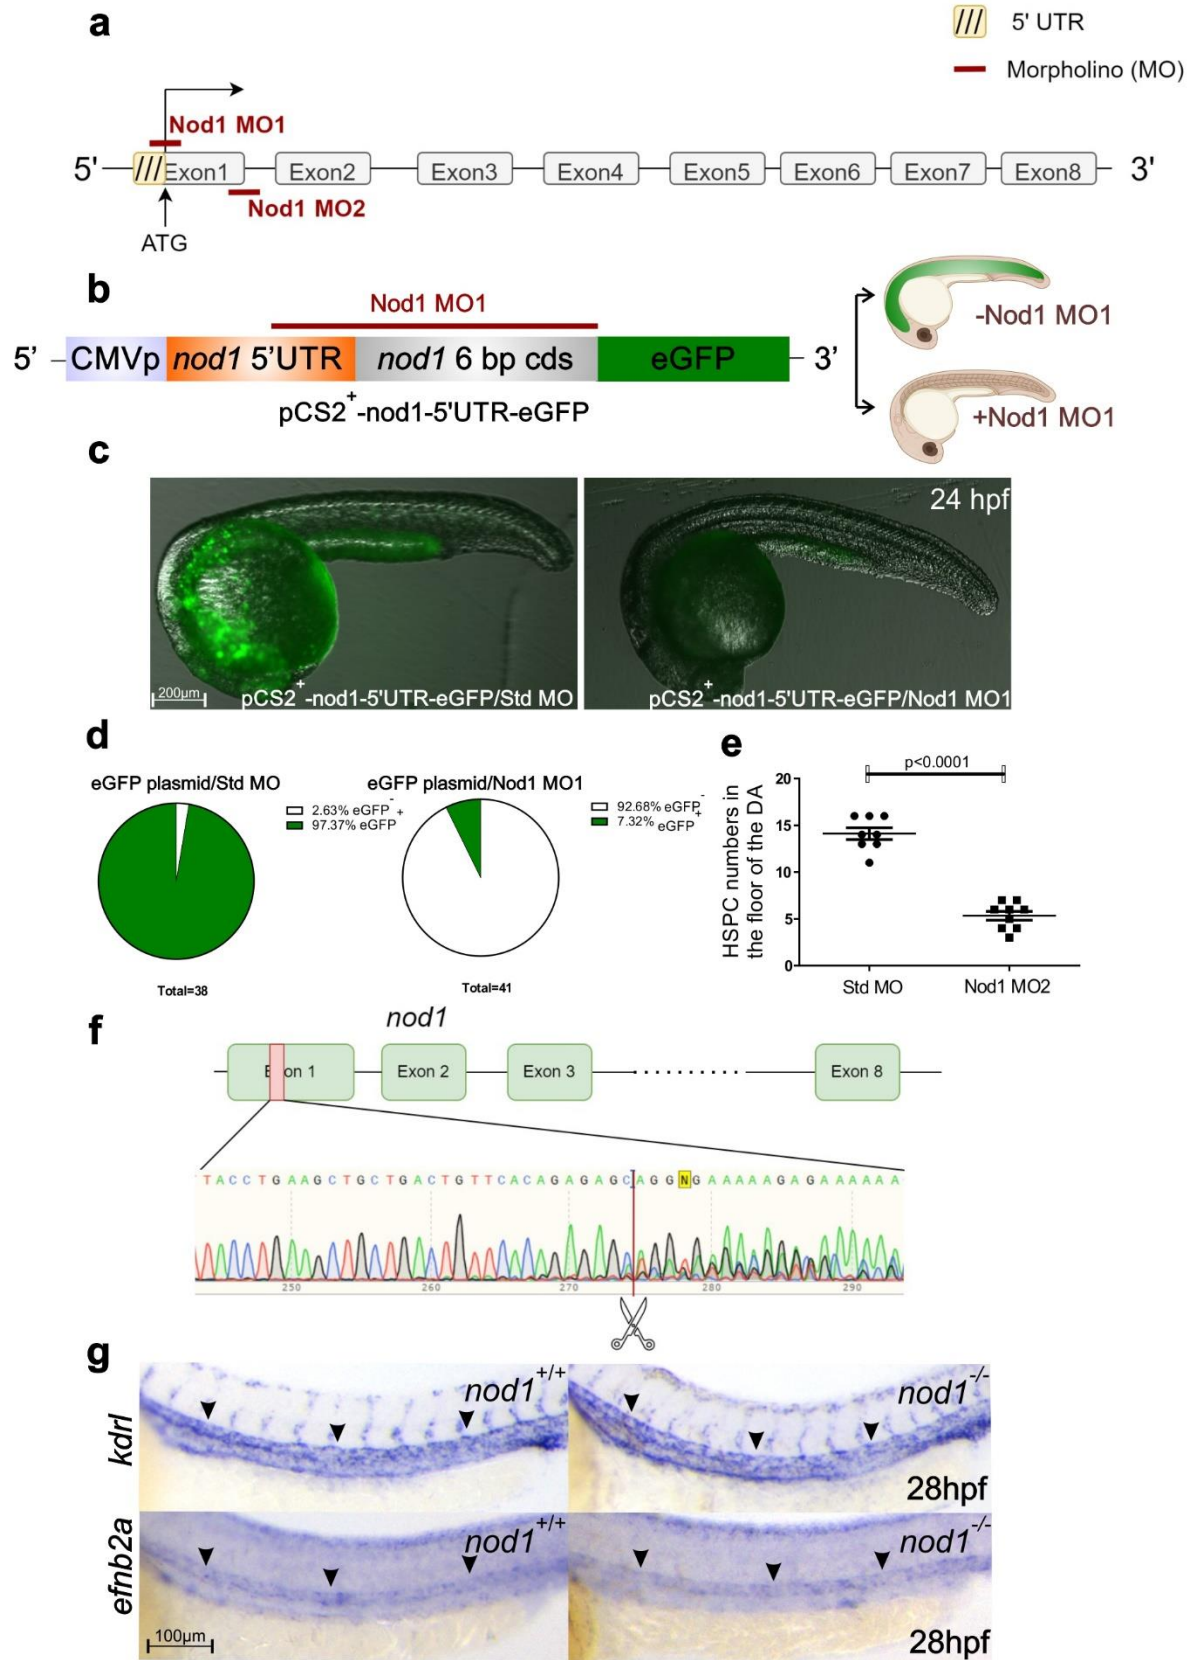 a
5' UTR
Morpholino (MO)
Nod1 MO1
5'
Exon1
Exon2
Exon3
Exon4
Exon5
Exon6
Exon7
Exon8
3'
Nod1 MO2
ATG
b
Nod1 MO1
5’
CMVp
nod1 5’UTR
nod1 6 bp cds
eGFP
3’
pCS2+-nod1-5'UTR-eGFP
-Nod1 MO1
+Nod1 MO1
c
24 hpf
200µm
pCS2+-nod1-5'UTR-eGFP/Std MO
pCS2+-nod1-5'UTR-eGFP/Nod1 MO1
d
eGFP plasmid/Std MO
2.63% eGFP-
97.37% eGFP+
Total=38
eGFP plasmid/Nod1 MO1
92.68% eGFP-
7.32% eGFP+
Total=41
e
p<0.0001
HSPC numbers in
the floor of the DA
20
15
10
5
0
Std MO
Nod1 MO2
f
nod1
Exon 1
Exon 2
Exon 3
Exon 8
TACCTGAAGCTGCTGACTGTTCACAGAGAGCAGGNGAAAAAGAGAAAAAA
250
260
270
280
290
g
kdrl
nod1+/+
nod1-/-
28hpf
efnb2a
nod1+/+
nod1-/-
100µm
28hpf